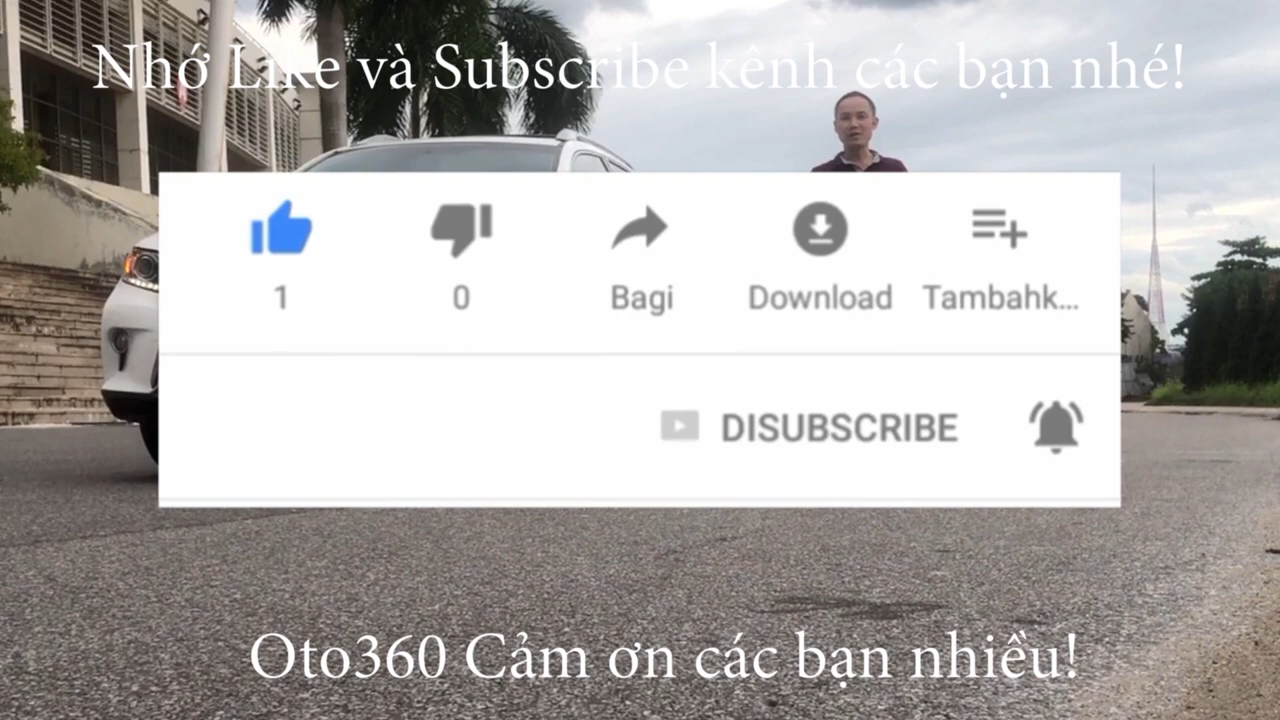 Nhớ Like và Subscribe kênh các bạn nhé!
1 0 Bagi Download Tambahk...
DISUBSCRIBE
Oto360 Cảm ơn các bạn nhiều!